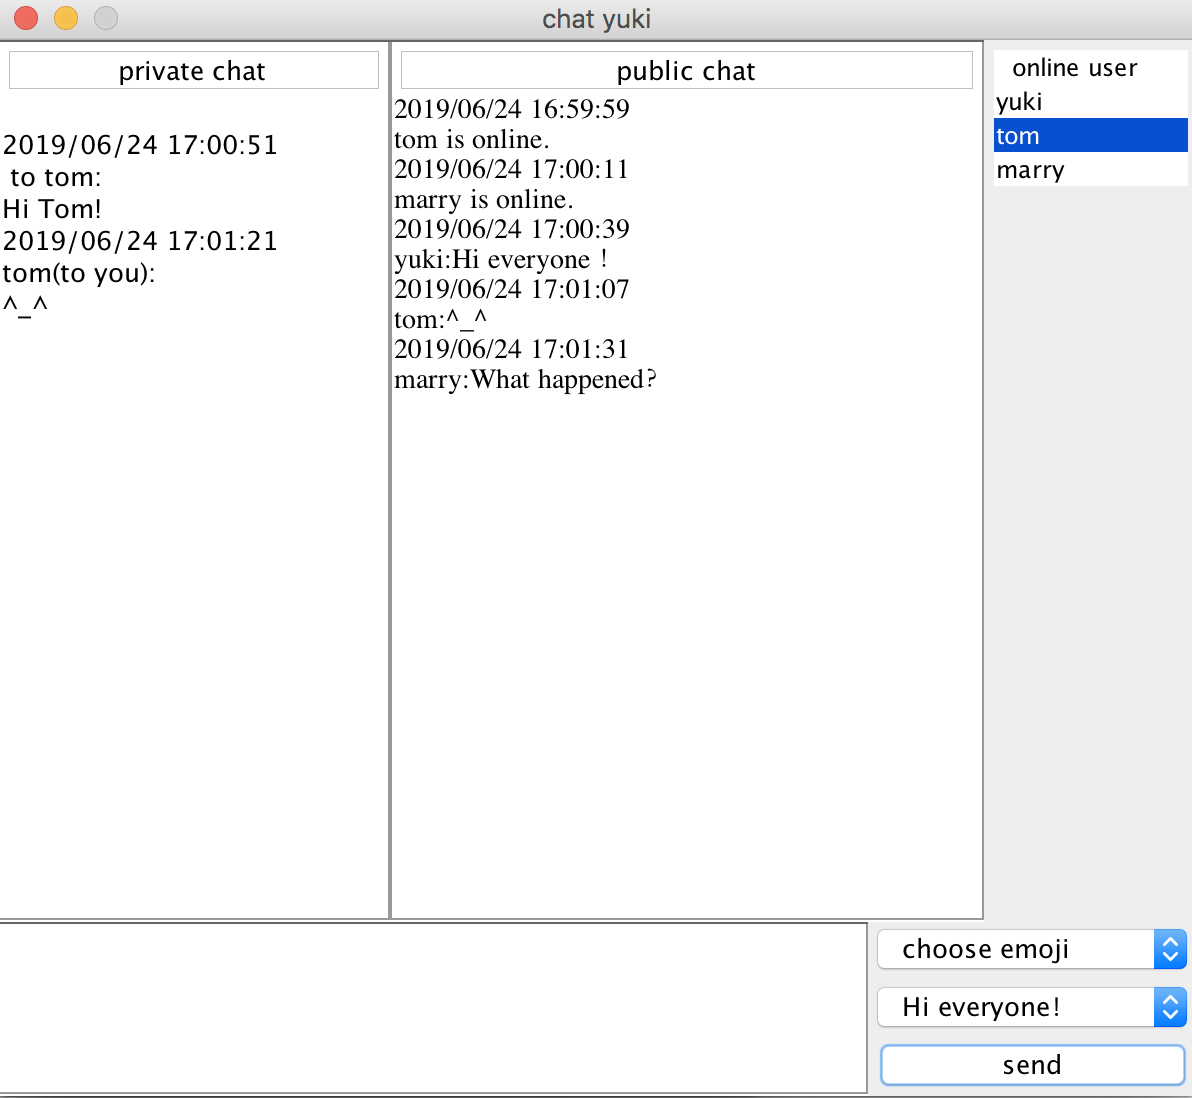 chat yuki
private chat
2019/06/24 17:00:51
to tom:
Hi Tom!
2019/06/24 17:01:21
tom(to you):
^_^
public chat
2019/06/24 16:59:59
tom is online.
2019/06/24 17:00:11
marry is online.
2019/06/24 17:00:39
yuki:Hi everyone！
2019/06/24 17:01:07
tom:^_^
2019/06/24 17:01:31
marry:What happened?
online user
yuki
tom
marry
choose emoji
Hi everyone!
send